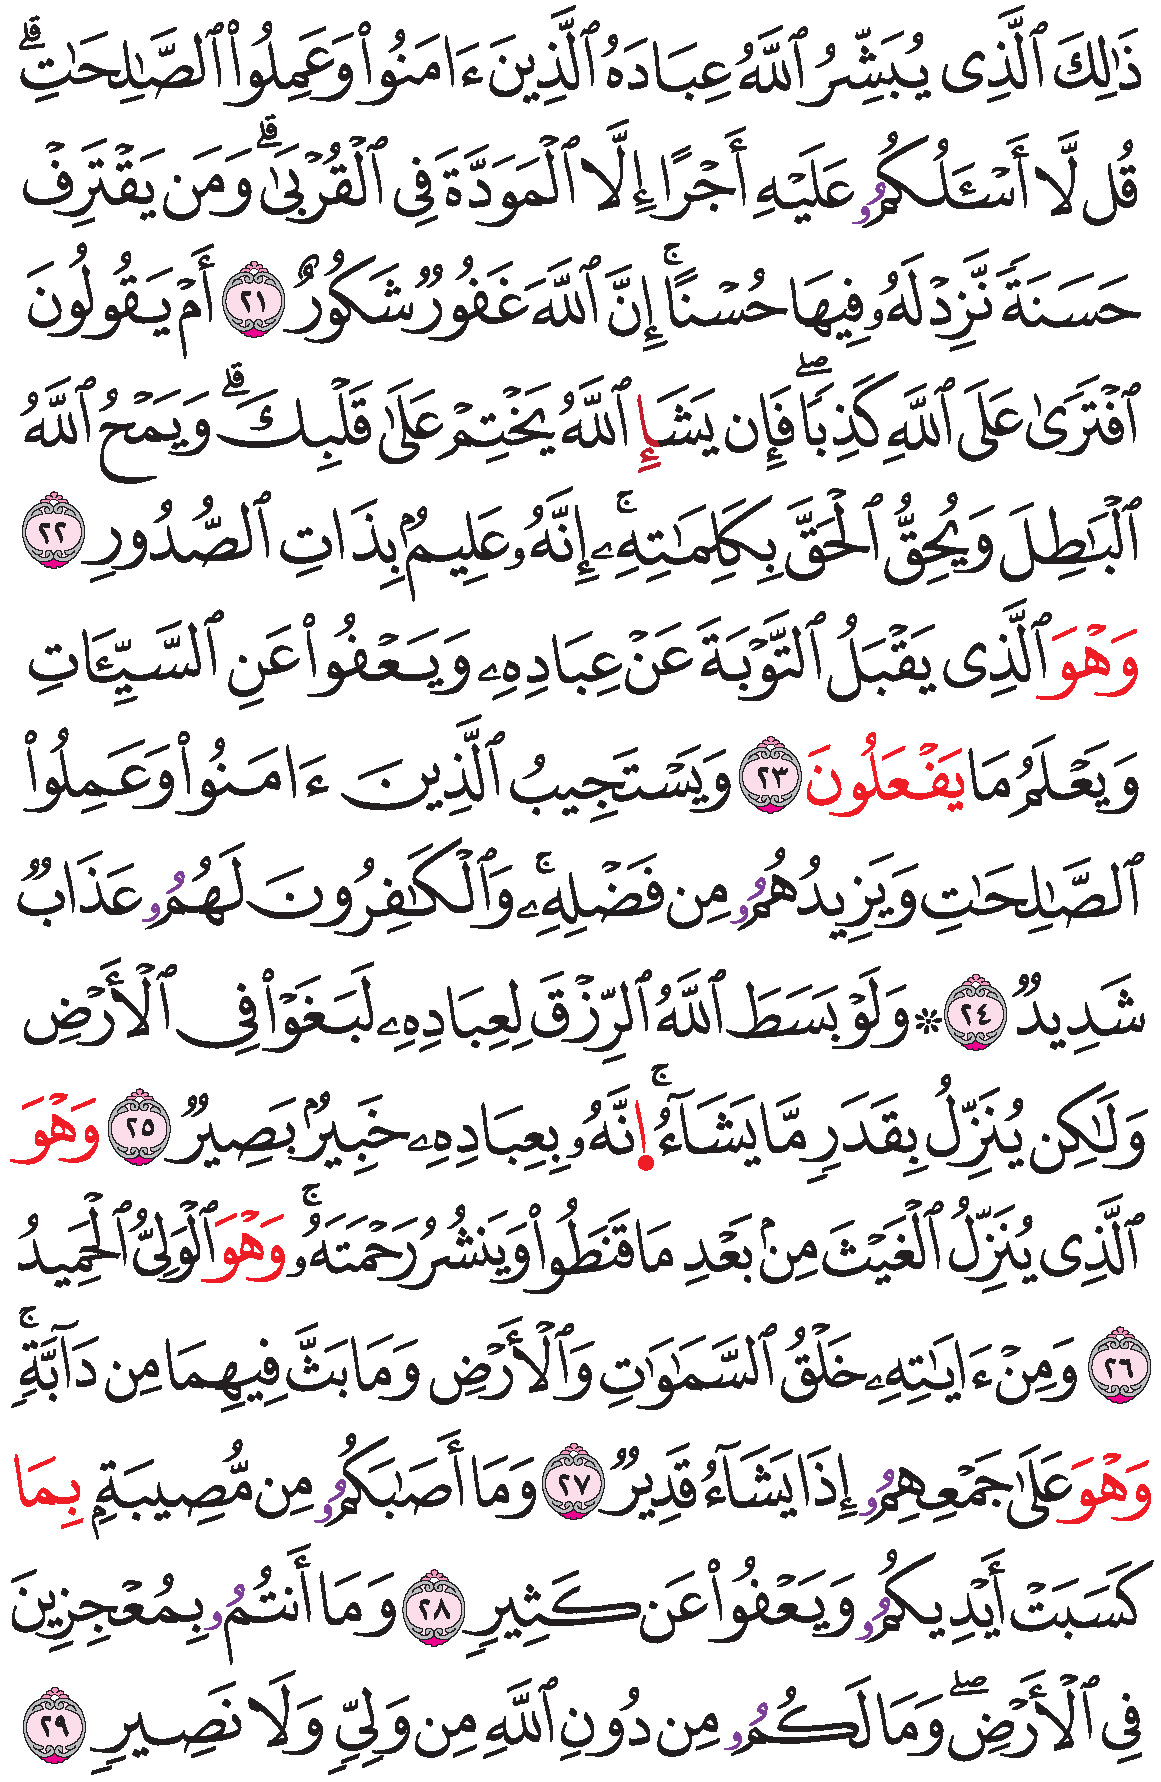 ذَٰلِكَ ٱلَّذِى يُبَشِّرُ ٱللَّهُ عِبَادَهُ ٱلَّذِينَ ءَامَنُوا۟ وَعَمِلُوا۟ ٱلصَّٰلِحَٰتِ ۗ
قُل لَّا أَسْـَٔلُكُمُۥ عَلَيْهِ أَجْرًا إِلَّا ٱلْمَوَدَّةَ فِى ٱلْقُرْبَىٰ ۗ وَمَن يَقْتَرِفْ
حَسَنَةً نَّزِدْ لَهُۥ فِيهَا حُسْنًا ۚ إِنَّ ٱللَّهَ غَفُورٌ شَكُورٌ ٢١ أَمْ يَقُولُونَ
ٱفْتَرَىٰ عَلَى ٱللَّهِ كَذِبًا ۖ فَإِن يَشَإِ ٱللَّهُ يَخْتِمْ عَلَىٰ قَلْبِكَ ۗ وَيَمْحُ ٱللَّهُ
ٱلْبَٰطِلَ وَيُحِقُّ ٱلْحَقَّ بِكَلِمَٰتِهِۦ ۚ إِنَّهُۥ عَلِيمٌۢ بِذَاتِ ٱلصُّدُورِ ٢٢
وَهْوَ ٱلَّذِى يَقْبَلُ ٱلتَّوْبَةَ عَنْ عِبَادِهِۦ وَيَعْفُوا۟ عَنِ ٱلسَّيِّـَٔاتِ
وَيَعْلَمُ مَا يَفْعَلُونَ ٢٣ وَيَسْتَجِيبُ ٱلَّذِينَ ءَامَنُوا۟ وَعَمِلُوا۟
ٱلصَّٰلِحَٰتِ وَيَزِيدُهُمُۥ مِن فَضْلِهِۦ ۚ وَٱلْكَٰفِرُونَ لَهُمُۥ عَذَابٌ
شَدِيدٌ ٢٤ ۞ وَلَوْ بَسَطَ ٱللَّهُ ٱلرِّزْقَ لِعِبَادِهِۦ لَبَغَوْا۟ فِى ٱلْأَرْضِ
وَلَٰكِن يُنَزِّلُ بِقَدَرٍ مَّا يَشَآءُ ۚ إِنَّهُۥ بِعِبَادِهِۦ خَبِيرٌۢ بَصِيرٌ ٢٥ وَهْوَ
ٱلَّذِى يُنَزِّلُ ٱلْغَيْثَ مِنۢ بَعْدِ مَا قَنَطُوا۟ وَيَنشُرُ رَحْمَتَهُۥ ۚ وَهْوَ ٱلْوَلِىُّ ٱلْحَمِيدُ
٢٦ وَمِنْ ءَايَٰتِهِۦ خَلْقُ ٱلسَّمَٰوَٰتِ وَٱلْأَرْضِ وَمَا بَثَّ فِيهِمَا مِن دَآبَّةٍ ۚ
وَهْوَ عَلَىٰ جَمْعِهِمُۥ إِذَا يَشَآءُ قَدِيرٌ ٢٧ وَمَا أَصَٰبَكُمُۥ مِن مُّصِيبَةٍۭ بِمَا
كَسَبَتْ أَيْدِيكُمُۥ وَيَعْفُوا۟ عَن كَثِيرٍ ٢٨ وَمَا أَنتُمُۥ بِمُعْجِزِينَ
فِى ٱلْأَرْضِ ۖ وَمَا لَكُمُۥ مِن دُونِ ٱللَّهِ مِن وَلِىٍّ وَلَا نَصِيرٍ ٢٩